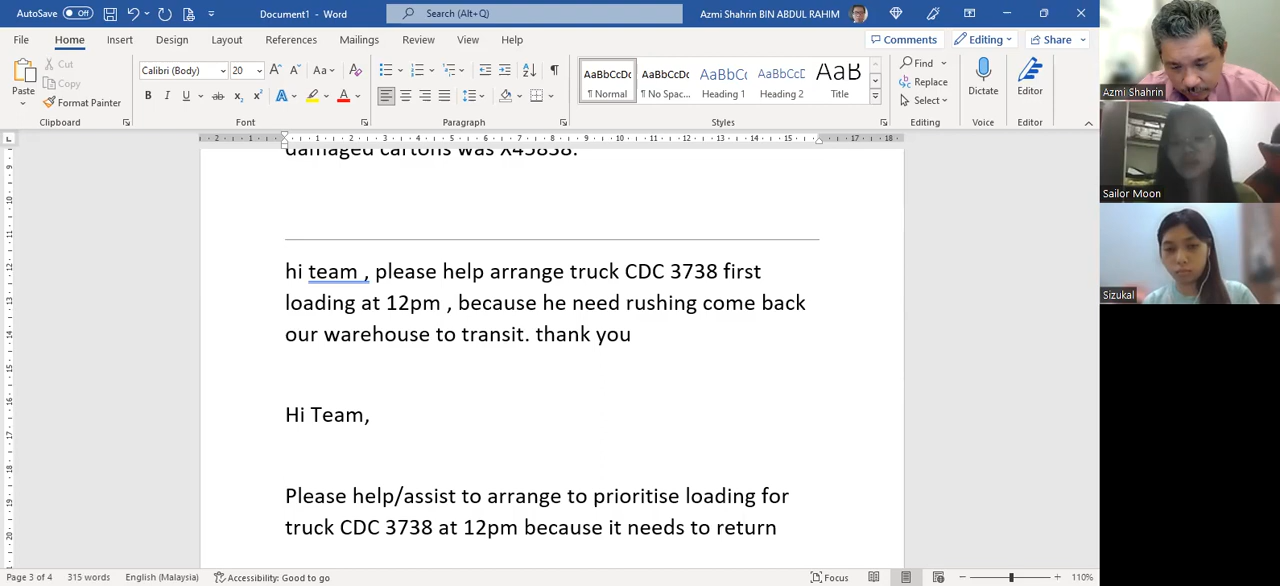 AutoSave Off Document1 - Word Search (Alt+Q) Azmi Shahrin BIN ABDUL RAHIM
File Home Insert Design Layout References Mailings Review View Help Comments Editing Share
Paste Cut Copy Format Painter
Clipboard
Calibri (Body) 20
Font
Paragraph
AaBbCcDc AaBbCcDc AaBbCc AaBbCcD AaB
¶ Normal ¶ No Spac... Heading 1 Heading 2 Title
Styles
Find Replace Select
Editing
Dictate
Voice
Editor
Editor
damaged cartons was X45838.
hi team , please help arrange truck CDC 3738 first
loading at 12pm , because he need rushing come back
our warehouse to transit. thank you
Hi Team,
Please help/assist to arrange to prioritise loading for
truck CDC 3738 at 12pm because it needs to return
Page 3 of 4 315 words English (Malaysia) Accessibility: Good to go Focus 110%
Azmi Shahrin
Sailor Moon
Sizukal